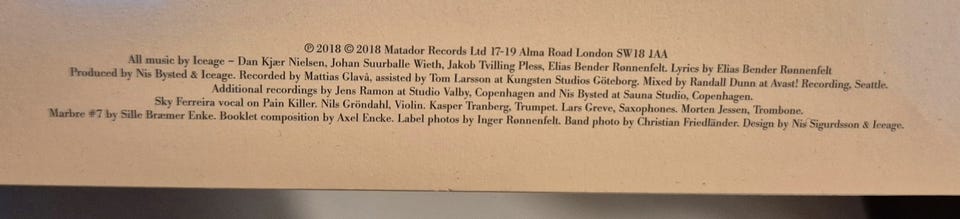 ℗ 2018 © 2018 Matador Records Ltd 17-19 Alma Road London SW18 1AA
All music by Iceage – Dan Kjær Nielsen, Johan Suurballe Wieth, Jakob Tvilling Pless, Elias Bender Rønnenfelt. Lyrics by Elias Bender Rønnenfelt
Produced by Nis Bysted & Iceage. Recorded by Mattias Glavå, assisted by Tom Larsson at Kungsten Studios Göteborg. Mixed by Randall Dunn at Avast! Recording, Seattle.
Additional recordings by Jens Ramon at Studio Valby, Copenhagen and Nis Bysted at Sauna Studio, Copenhagen.
Sky Ferreira vocal on Pain Killer. Nils Gröndahl, Violin. Kasper Tranberg, Trumpet. Lars Greve, Saxophones. Morten Jessen, Trombone.
Marbre #7 by Sille Bræmer Enke. Booklet composition by Axel Encke. Label photos by Inger Rønnenfelt. Band photo by Christian Friedländer. Design by Nis Sigurdsson & Iceage.